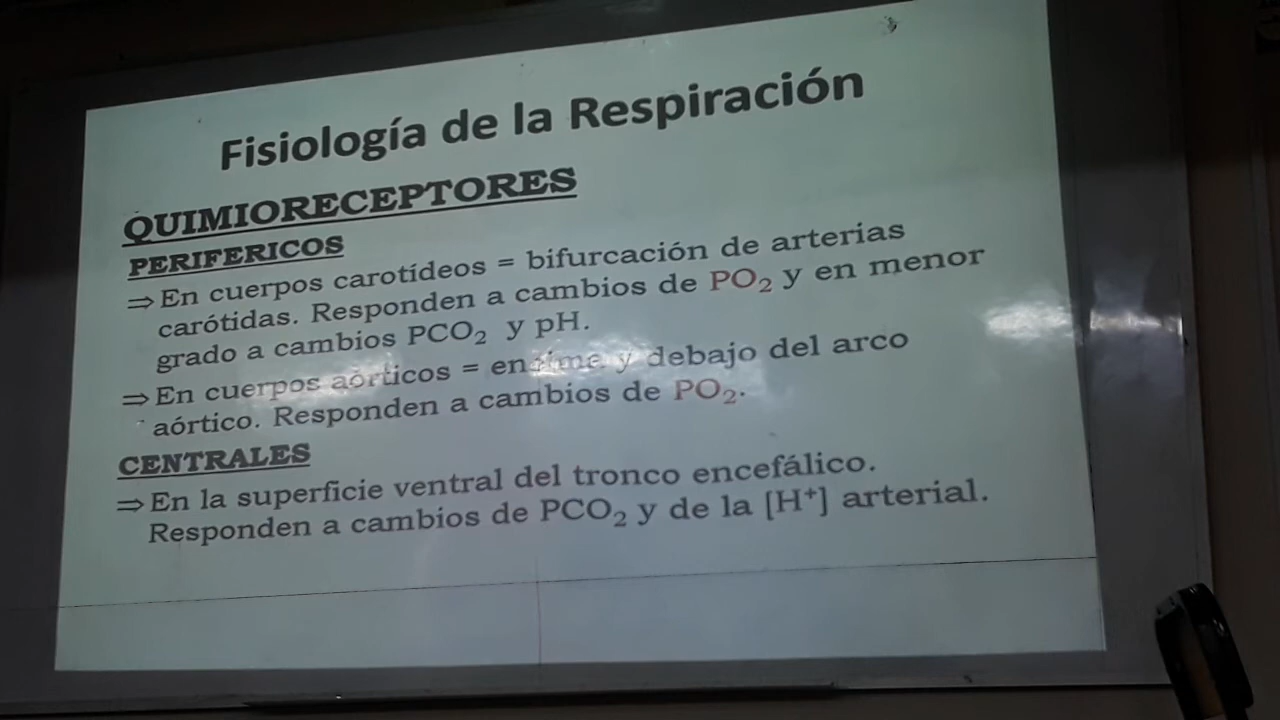 Fisiología de la Respiración
QUIMIORECEPTORES
PERIFERICOS
⇒ En cuerpos carotídeos = bifurcación de arterias
carótidas. Responden a cambios de PO₂ y en menor
grado a cambios PCO₂ y pH.
⇒ En cuerpos aórticos = encima y debajo del arco
aórtico. Responden a cambios de PO₂.
CENTRALES
⇒ En la superficie ventral del tronco encefálico.
Responden a cambios de PCO₂ y de la [H⁺] arterial.